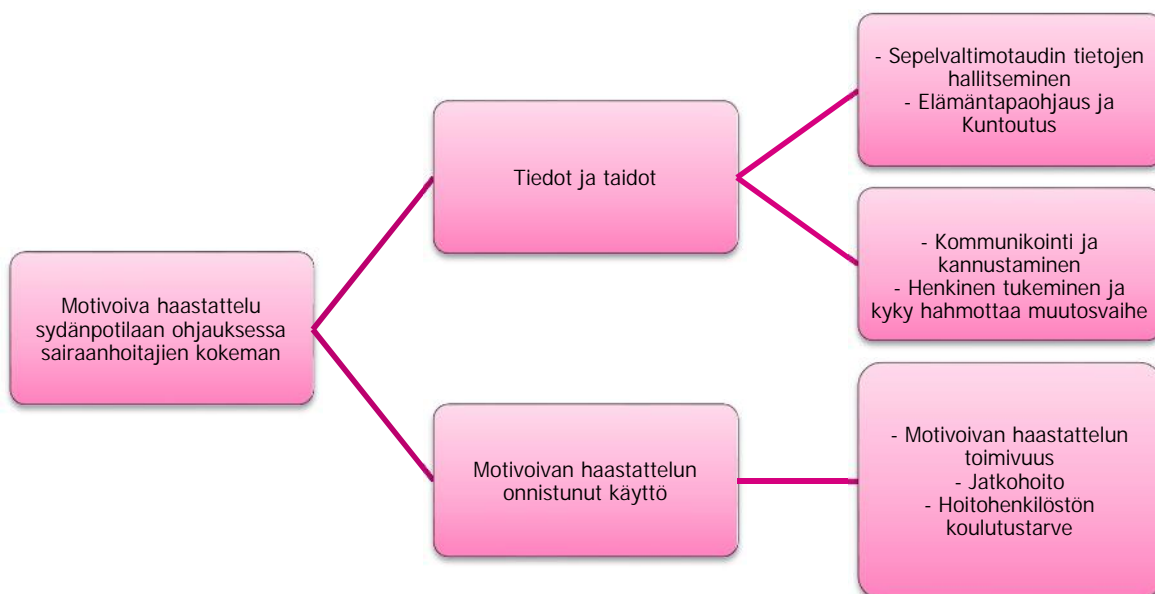 Motivoiva haastattelu
sydänpotilaan ohjauksessa
sairaanhoitajien kokeman
Tiedot ja taidot
- Sepelvaltimotaudin tietojen
hallitseminen
- Elämäntapaohjaus ja
Kuntoutus
- Kommunikointi ja
kannustaminen
- Henkinen tukeminen ja
kyky hahmottaa muutosvaihe
Motivoivan haastattelun
onnistunut käyttö
- Motivoivan haastattelun
toimivuus
- Jatkohoito
- Hoitohenkilöstön
koulutustarve